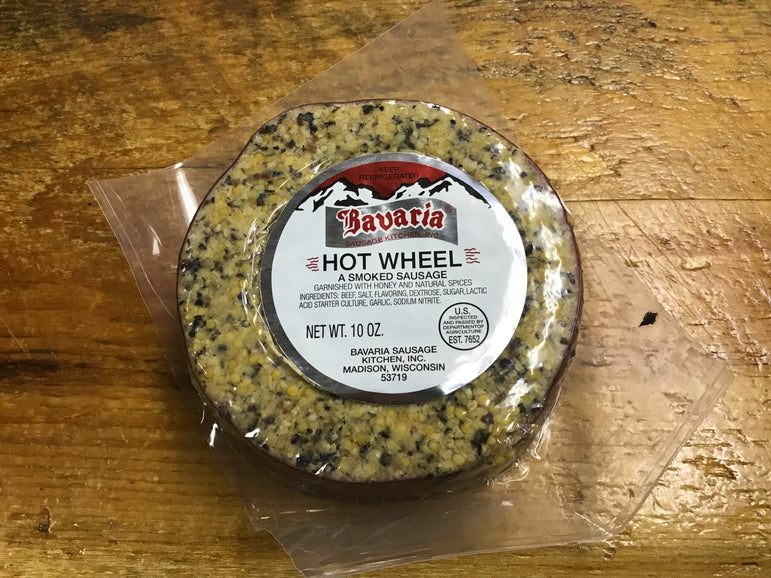 KEEP
REFRIGERATED
Bavaria®
SAUSAGE KITCHEN, INC.
HOT WHEEL
A SMOKED SAUSAGE
GARNISHED WITH HONEY AND NATURAL SPICES
INGREDIENTS: BEEF, SALT, FLAVORING, DEXTROSE, SUGAR, LACTIC
ACID STARTER CULTURE, GARLIC, SODIUM NITRITE.
NET WT. 10 OZ.
U.S.
INSPECTED
AND PASSED BY
DEPARTMENTOF
AGRICULTURE
EST. 7652
BAVARIA SAUSAGE
KITCHEN, INC.
MADISON, WISCONSIN
53719